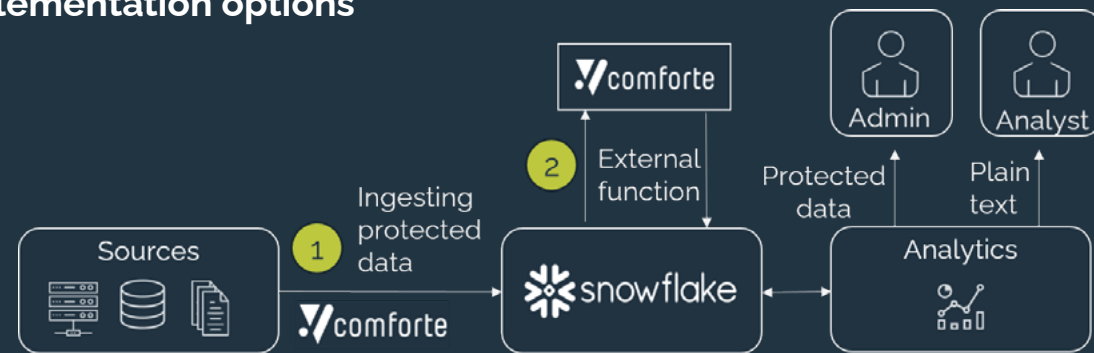 lementation options
comforte
Admin
Analyst
2
External
function
Protected
data
Plain
text
Ingesting
protected
data
1
Sources
snowflake
Analytics
comforte